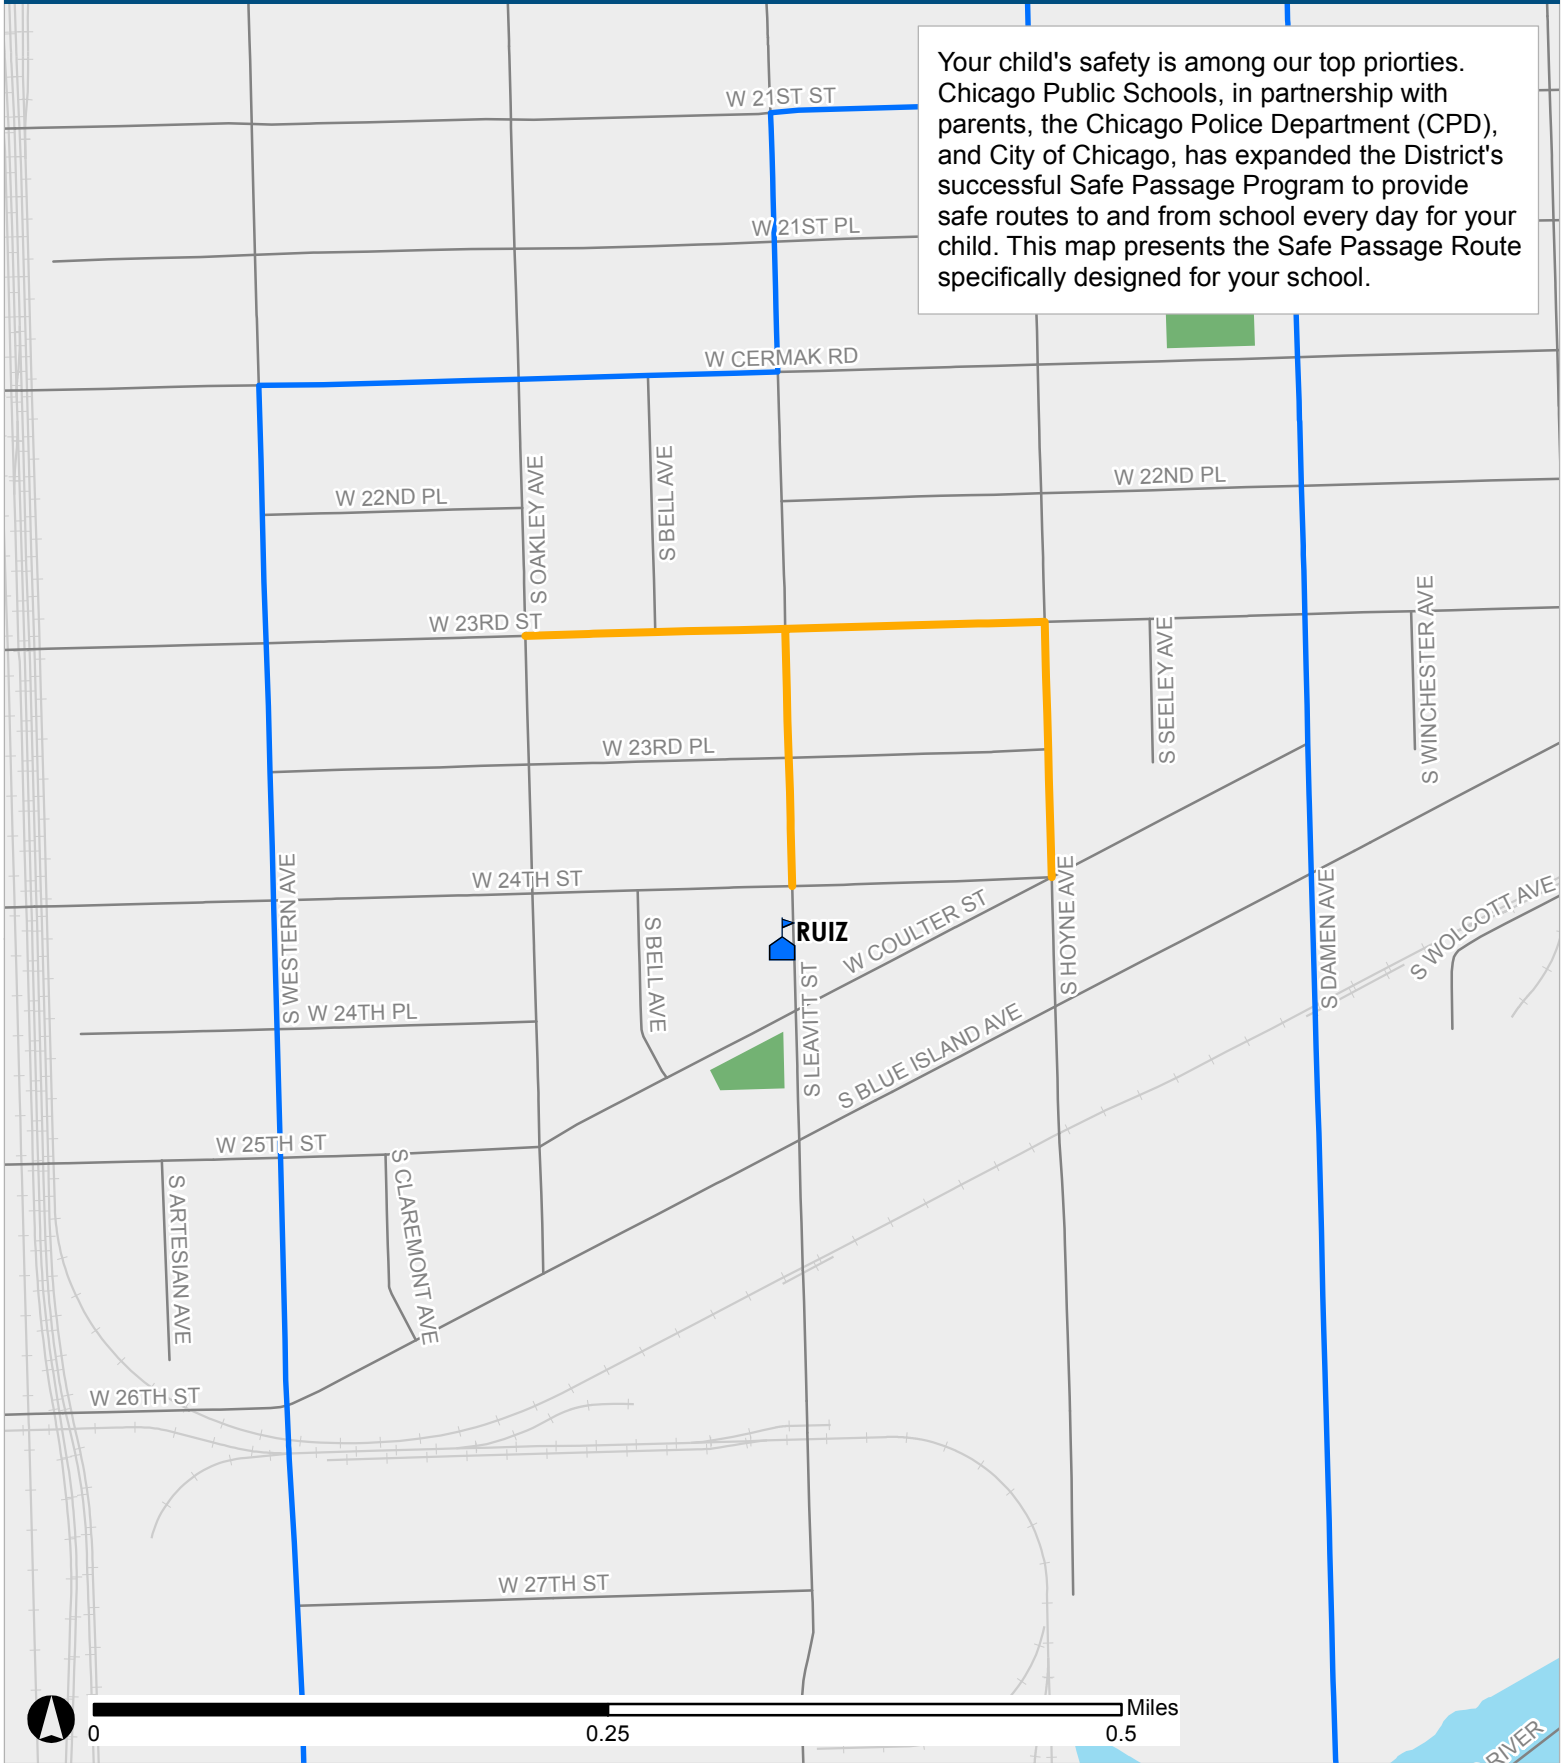 Your child's safety is among our top priorties.
Chicago Public Schools, in partnership with
parents, the Chicago Police Department (CPD),
and City of Chicago, has expanded the District's
successful Safe Passage Program to provide
safe routes to and from school every day for your
child. This map presents the Safe Passage Route
specifically designed for your school.
W 21ST ST
W 21ST PL
W CERMAK RD
W 22ND PL
W 22ND PL
S OAKLEY AVE
S BELL AVE
W 23RD ST
S SEELEY AVE
S WINCHESTER AVE
W 23RD PL
W 24TH ST
S WESTERN AVE
S BELL AVE
RUIZ
W COULTER ST
S HOYNE AVE
S DAMEN AVE
S WOLCOTT AVE
W 24TH PL
S LEAVITT ST
S BLUE ISLAND AVE
W 25TH ST
S ARTESIAN AVE
S CLAREMONT AVE
W 26TH ST
W 27TH ST
Miles
0
0.25
0.5
RIVER